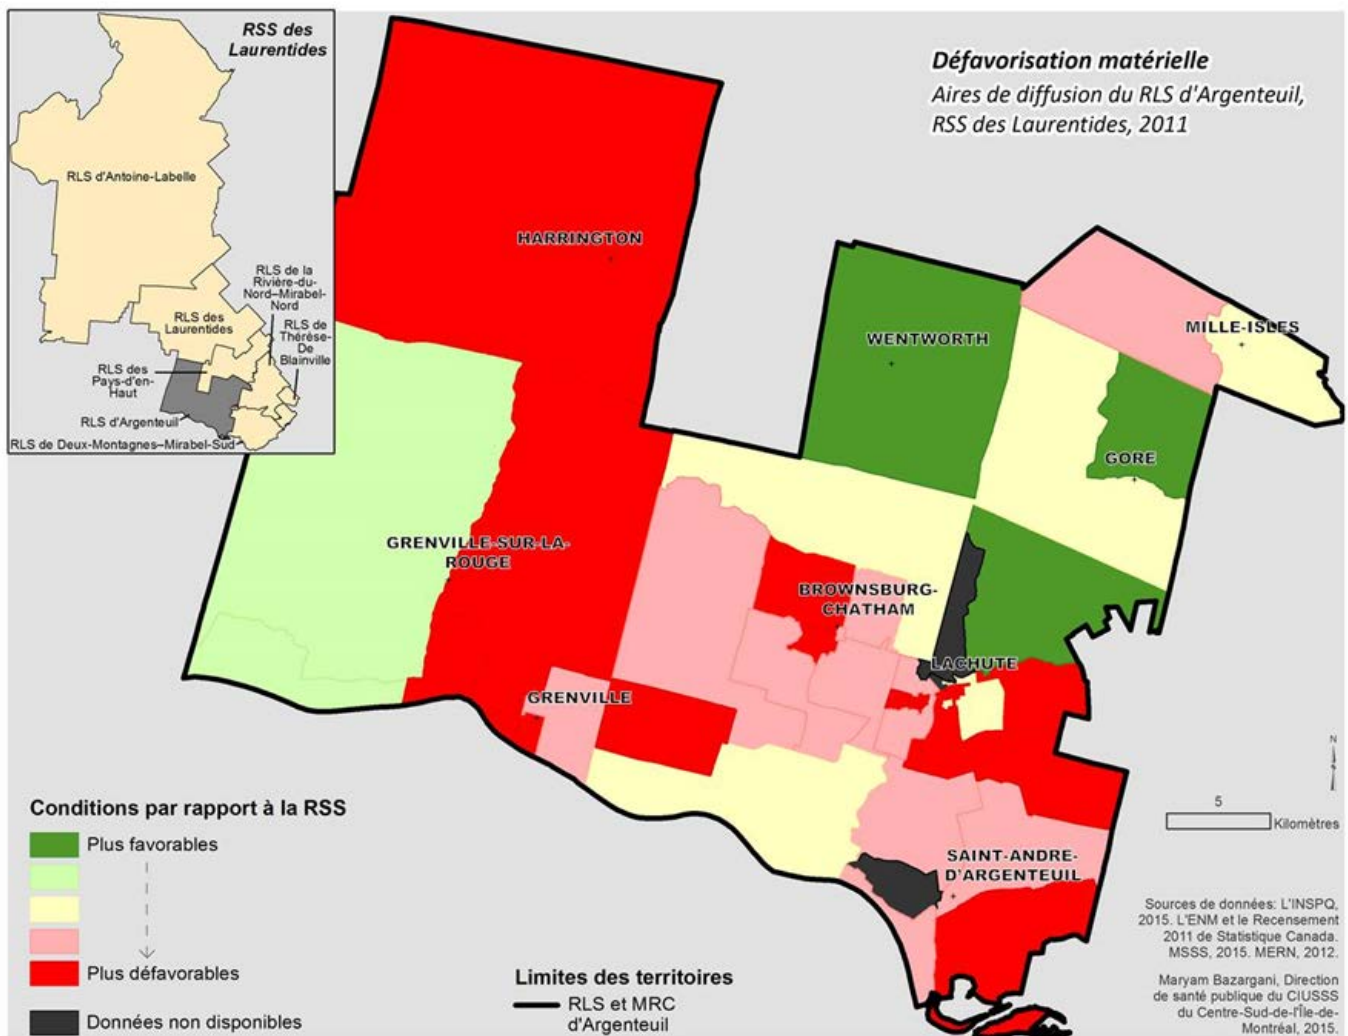 RSS des
Laurentides
RLS d'Antoine-Labelle
RLS de la
Rivière-du-
Nord–Mirabel-
Nord
RLS des
Laurentides
RLS de
Thérèse-
De
Blainville
RLS des
Pays-d'en-
Haut
RLS d'Argenteuil
RLS de Deux-Montagnes–Mirabel-Sud
Défavorisation matérielle
Aires de diffusion du RLS d'Argenteuil,
RSS des Laurentides, 2011
HARRINGTON
WENTWORTH
MILLE-ISLES
GORE
GRENVILLE-SUR-LA-
ROUGE
BROWNSBURG-
CHATHAM
LACHUTE
GRENVILLE
SAINT-ANDRE-
D'ARGENTEUIL
Conditions par rapport à la RSS
Plus favorables
Plus défavorables
Données non disponibles
Limites des territoires
RLS et MRC
d'Argenteuil
N
5
Kilomètres
Sources de données: L'INSPQ,
2015. L'ENM et le Recensement
2011 de Statistique Canada.
MSSS, 2015. MERN, 2012.
Maryam Bazargani, Direction
de santé publique du CIUSSS
du Centre-Sud-de-l'Île-de-
Montréal, 2015.